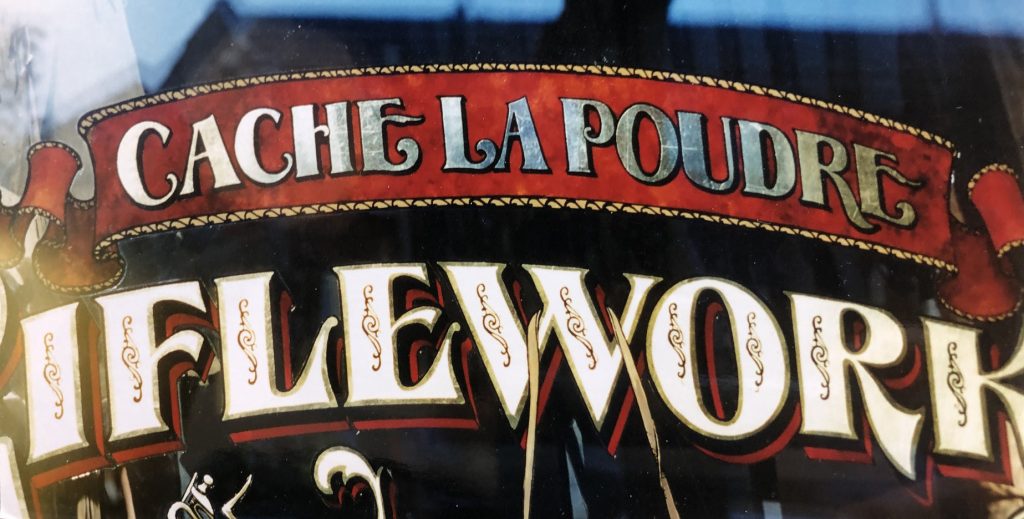 CACHE LA POUDRE
IFLEWORK